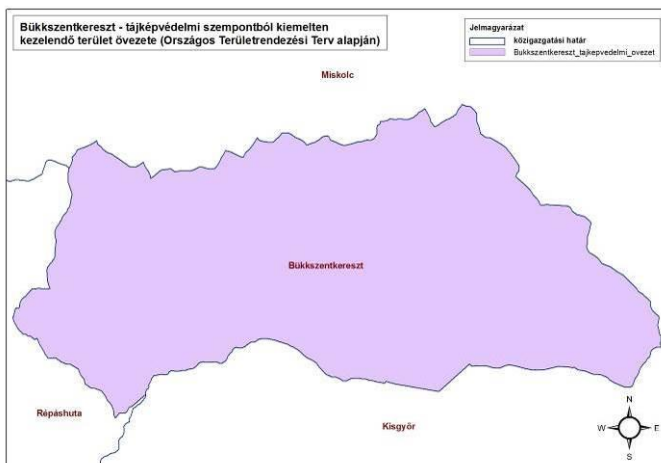 Bükkszentkereszt - tájképvédelmi szempontból kiemelten
kezelendő terület övezete (Országos Területrendezési Terv alapján)
Jelmagyarázat
közigazgatási határ
Bukkszentkereszt_tajkepvedelmi_ovezet
Miskolc
Bükkszentkereszt
Répáshuta
Kisgyőr
N
W
E
S